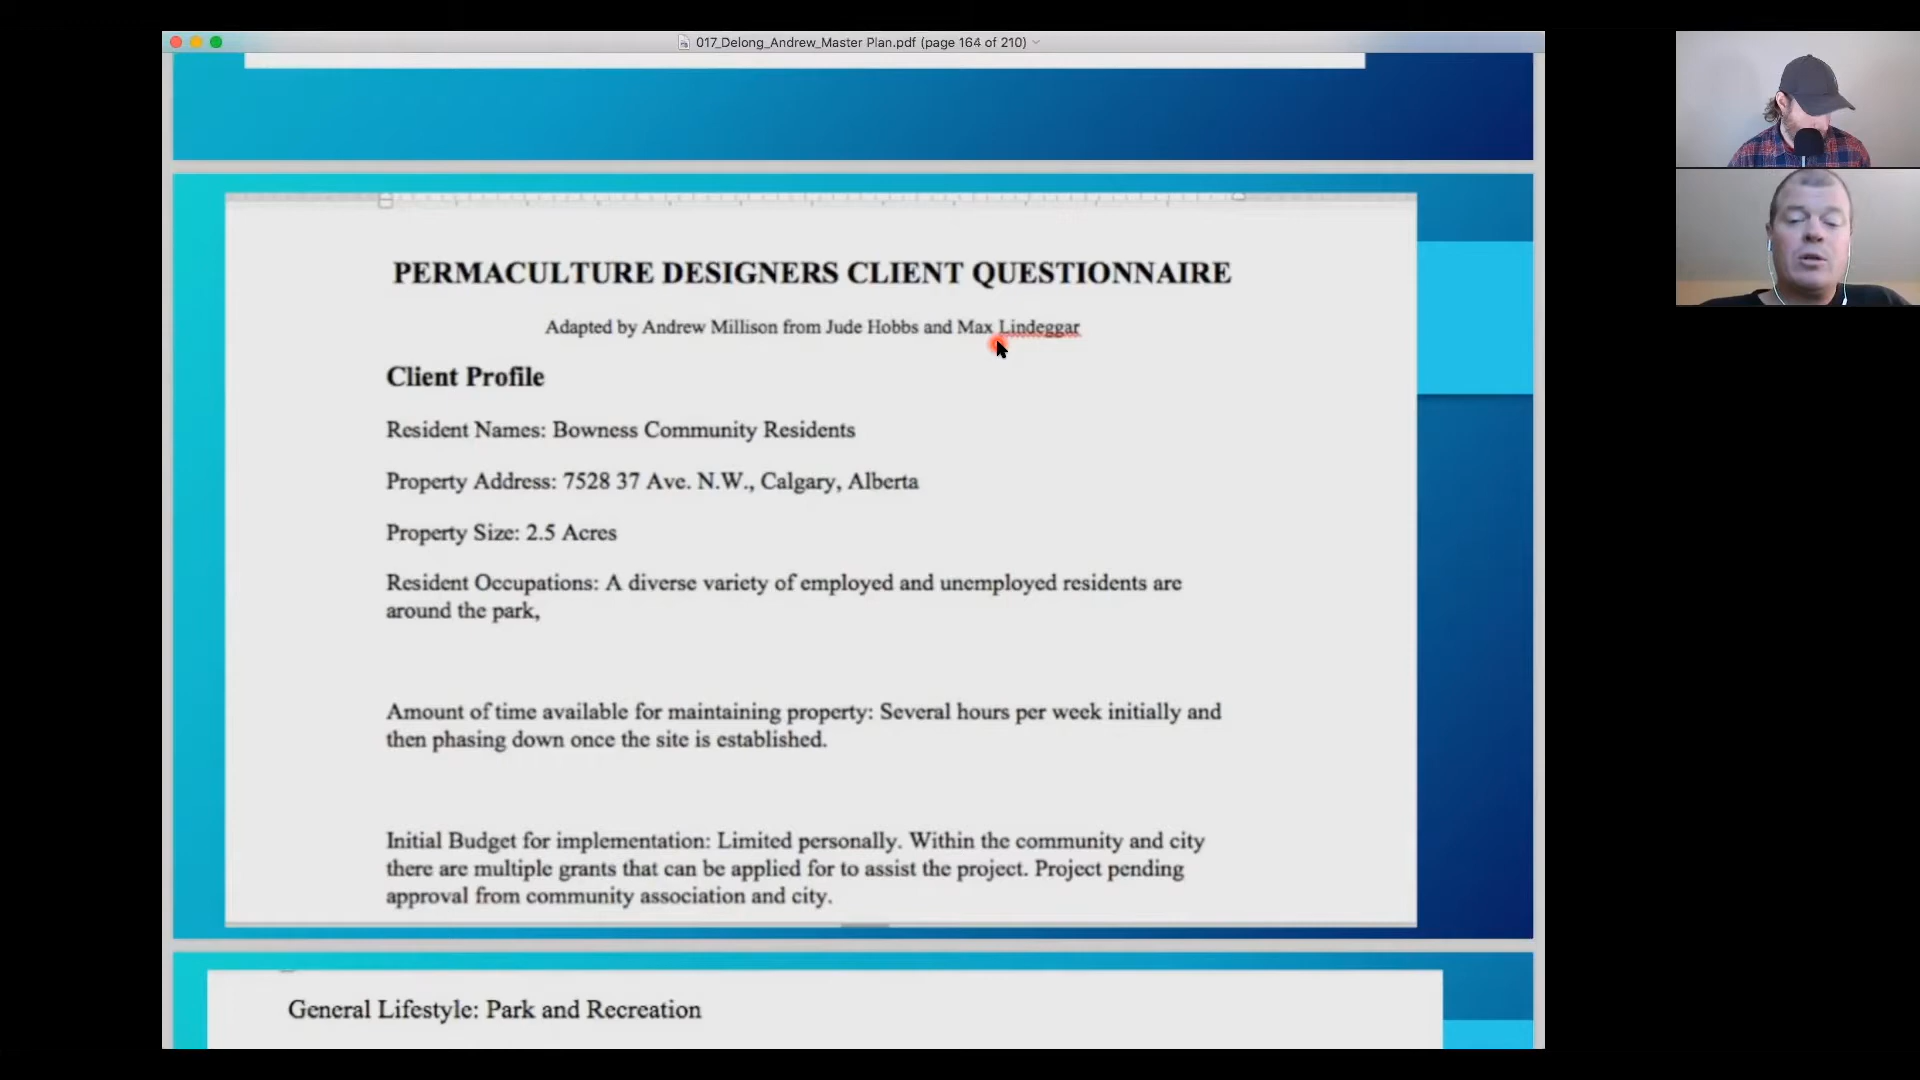 017_Delong_Andrew_Master Plan.pdf (page 164 of 210)
PERMACULTURE DESIGNERS CLIENT QUESTIONNAIRE
Adapted by Andrew Millison from Jude Hobbs and Max Lindeggar
Client Profile
Resident Names: Bowness Community Residents
Property Address: 7528 37 Ave. N.W., Calgary, Alberta
Property Size: 2.5 Acres
Resident Occupations: A diverse variety of employed and unemployed residents are
around the park,
Amount of time available for maintaining property: Several hours per week initially and
then phasing down once the site is established.
Initial Budget for implementation: Limited personally. Within the community and city
there are multiple grants that can be applied for to assist the project. Project pending
approval from community association and city.
General Lifestyle: Park and Recreation